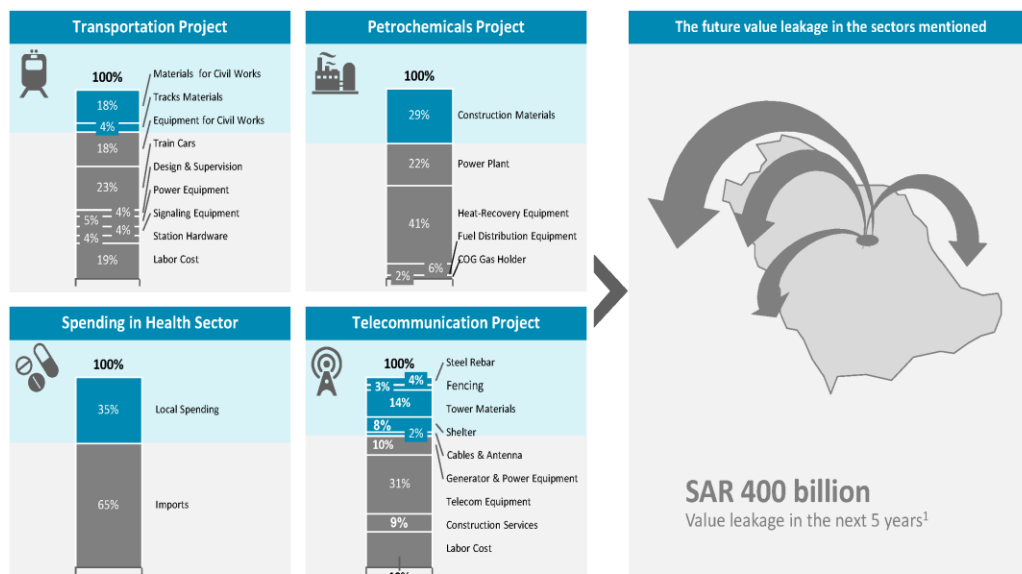 Transportation Project
100%
18%
4%
18%
23%
4%
5%
4%
4%
19%
Materials for Civil Works
Tracks Materials
Equipment for Civil Works
Train Cars
Design & Supervision
Power Equipment
Signaling Equipment
Station Hardware
Labor Cost
Petrochemicals Project
100%
29%
22%
41%
6%
2%
Construction Materials
Power Plant
Heat-Recovery Equipment
Fuel Distribution Equipment
COG Gas Holder
Spending in Health Sector
100%
35%
65%
Local Spending
Imports
Telecommunication Project
100%
4%
3%
14%
8%
2%
10%
31%
9%
Steel Rebar
Fencing
Tower Materials
Shelter
Cables & Antenna
Generator & Power Equipment
Telecom Equipment
Construction Services
Labor Cost
The future value leakage in the sectors mentioned
SAR 400 billion
Value leakage in the next 5 years¹